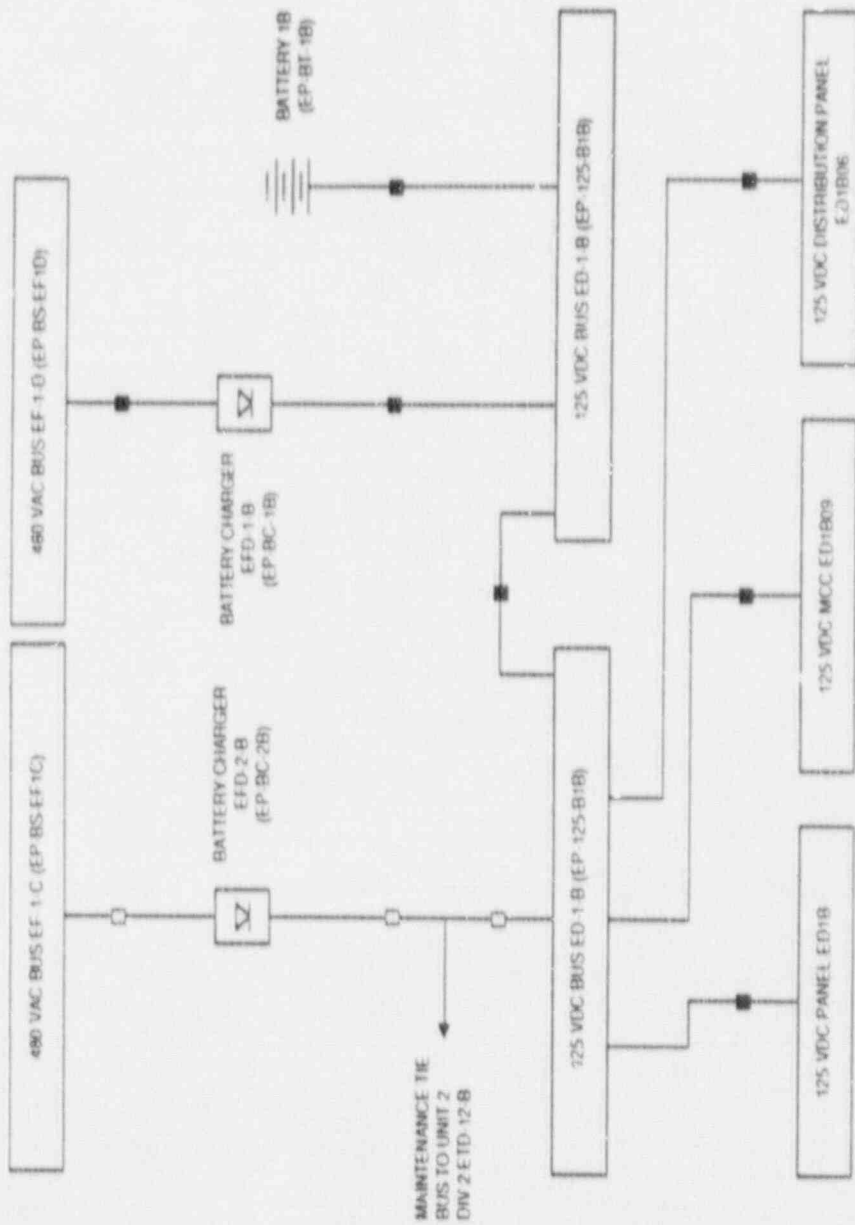 480 VAC BUS EF-1-C (EP-BS-EF1C)
480 VAC BUS EF-1-D (EP-BS-EF1D)
BATTERY CHARGER
EFD-2-B
(EP-BC-2B)
BATTERY CHARGER
EFD-1-B
(EP-BC-1B)
BATTERY 1B
(EP-BT-1B)
MAINTENANCE TIE
BUS TO UNIT 2
DIV 2 ETD-12-B
125 VDC BUS ED-1-B (EP-125-B1B)
125 VDC BUS ED-1-B (EP-125-B1B)
125 VDC PANEL ED1B
125 VDC MCC ED1B09
125 VDC DISTRIBUTION PANEL
ED1B06